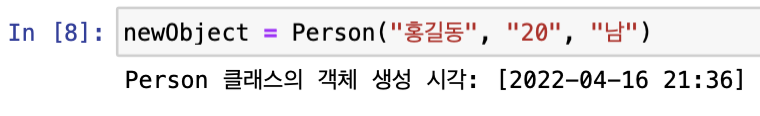 In [8]: newObject = Person("홍길동", "20", "남")
Person 클래스의 객체 생성 시각: [2022-04-16 21:36]